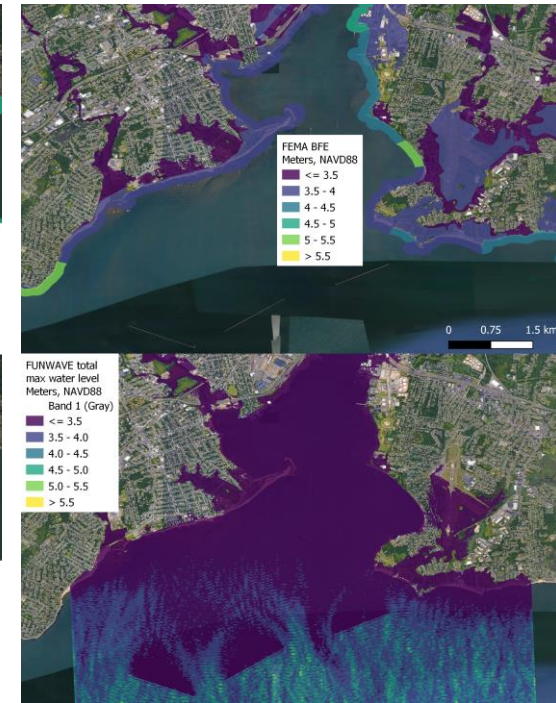 FEMA BFE
Meters, NAVD88
<= 3.5
3.5 - 4
4 - 4.5
4.5 - 5
5 - 5.5
> 5.5
0 0.75 1.5 km
FUNWAVE total
max water level
Meters, NAVD88
Band 1 (Gray)
<= 3.5
3.5 - 4.0
4.0 - 4.5
4.5 - 5.0
5.0 - 5.5
> 5.5